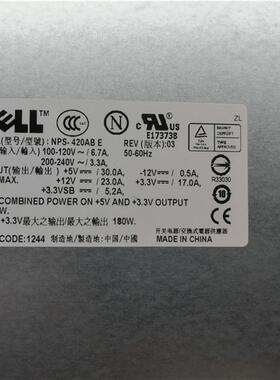 ELL
E173738
号): NPS-420AB E REV (版本):03
输入/輸入) 100-120V~/ 6.7A, 50-60Hz
200-240V~/ 3.3A.
UT (输出/輸出) +5V⎓/ 30.0A, -12V⎓/ 0.5A,
MAX. +12V⎓/ 23.0A, +3.3V⎓/ 17.0A,
+3.3VSB⎓/ 5.2A,
COMBINED POWER ON +5V AND +3.3V OUTPUT
W.
+3.3V最大之输出/最大之輸出 180W.
CODE:1244 制造地/製造地:中国/中國
ZL
TYPE APPROVED
R33030
开关电源/交換式電源供應器
MADE IN CHINA